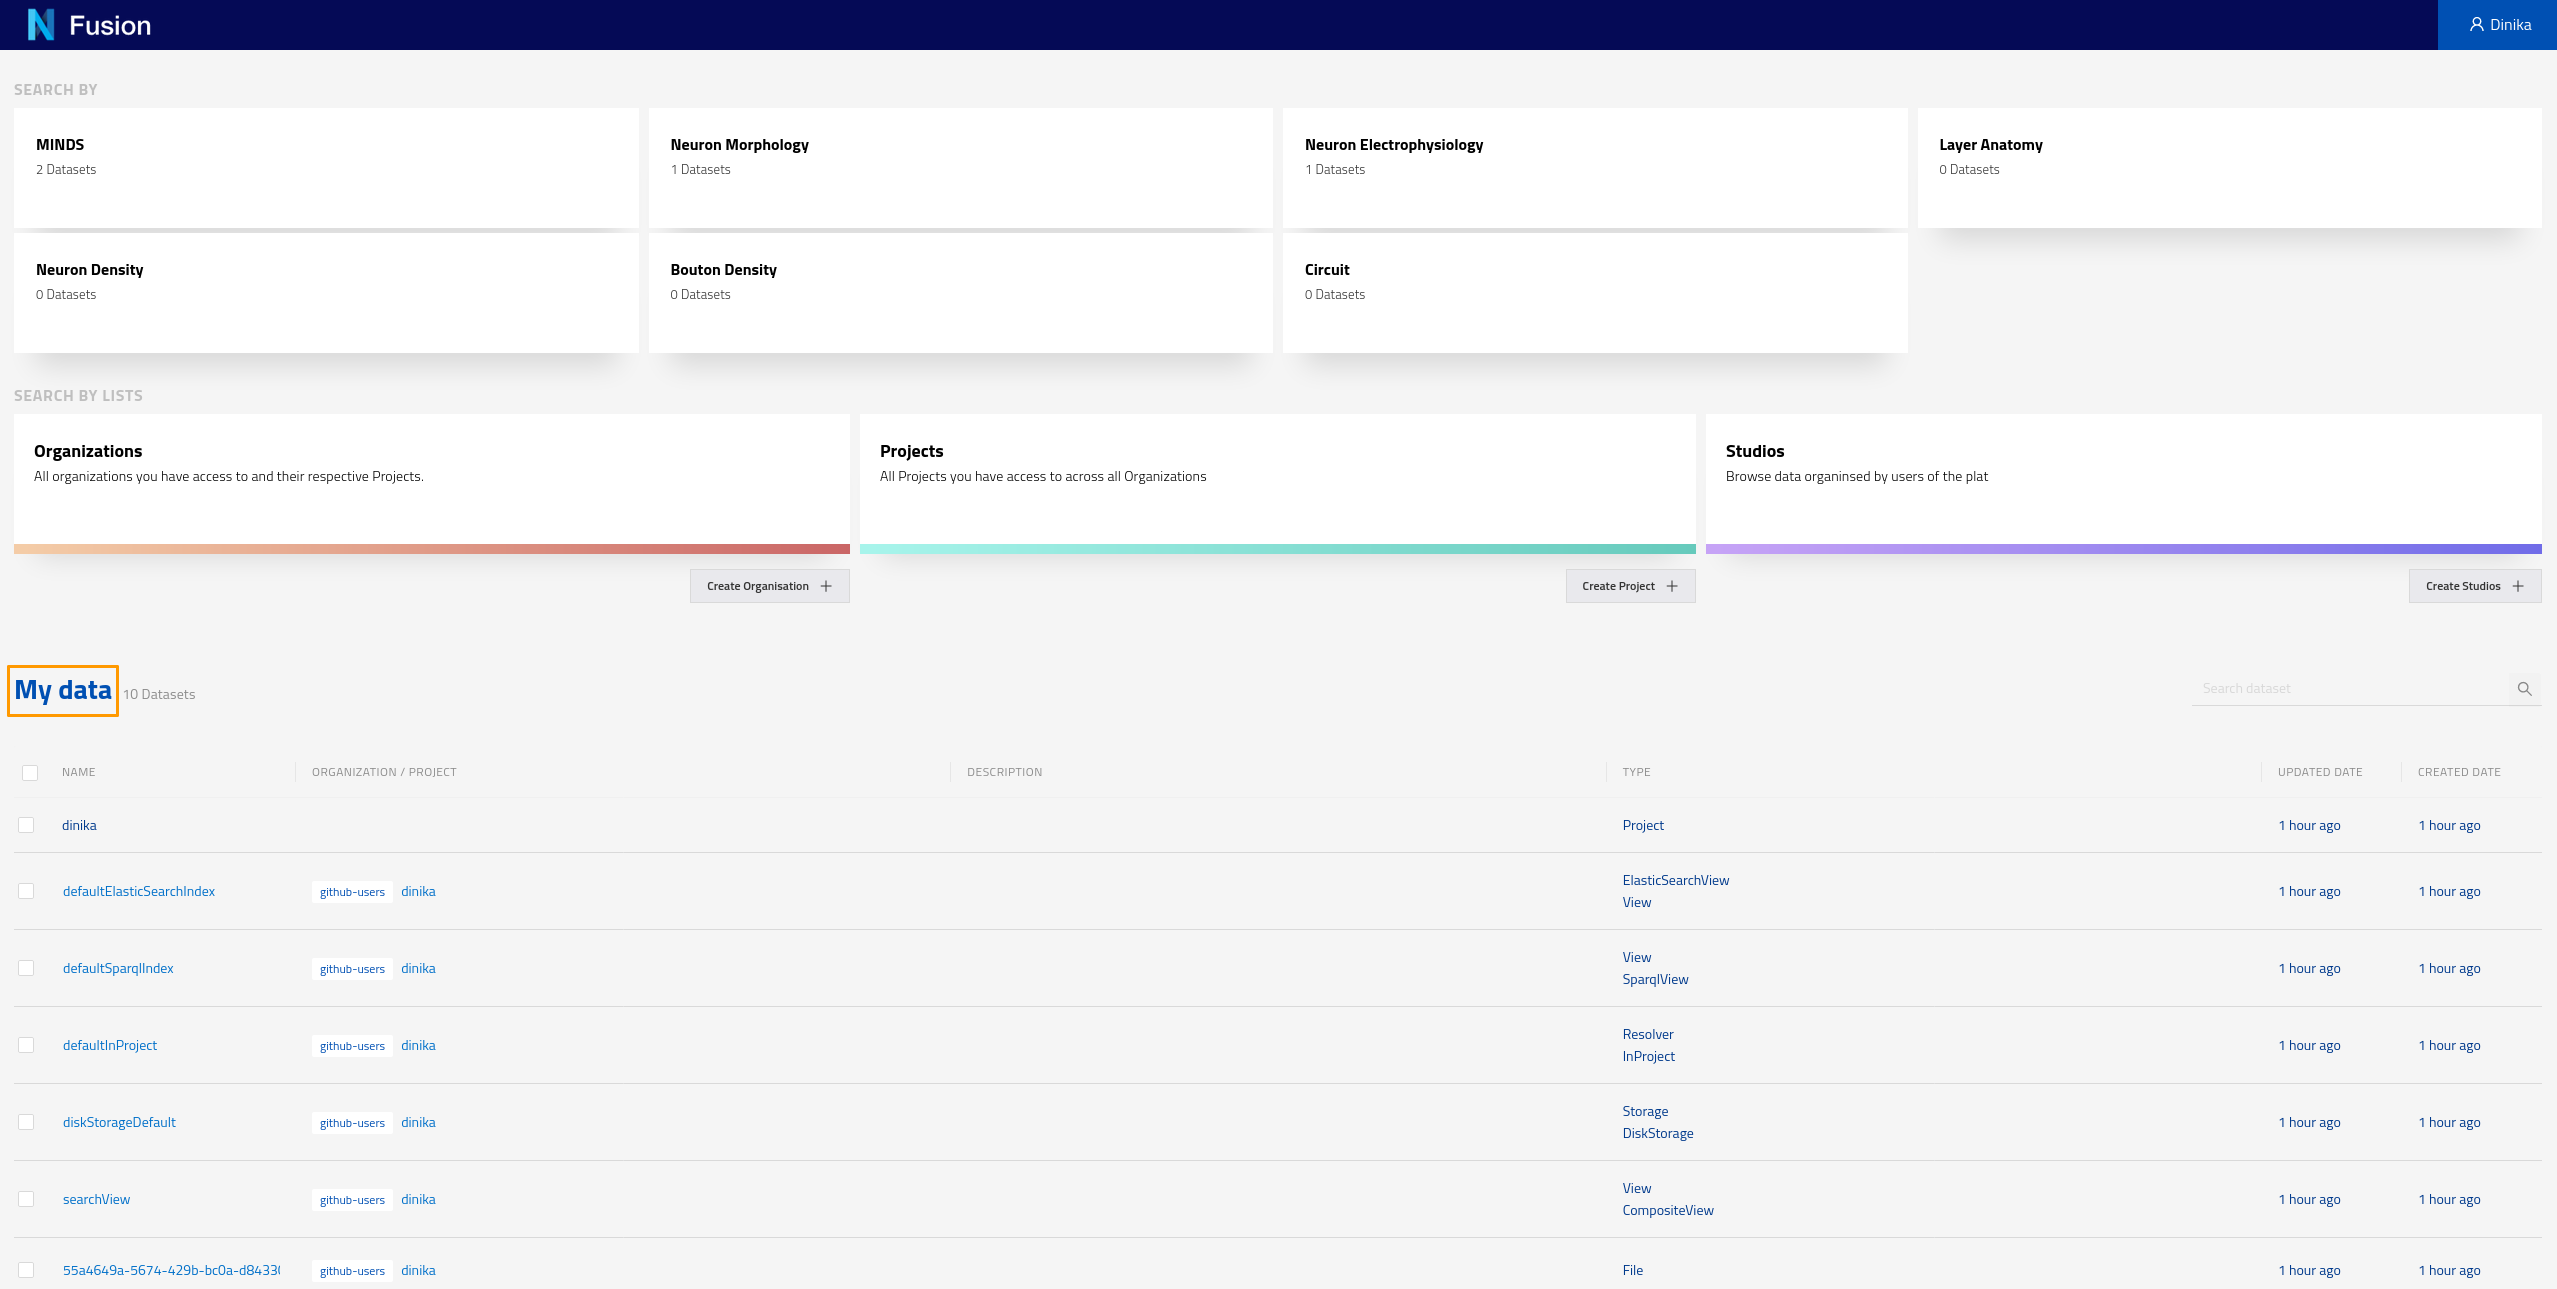 Fusion
Dinika
SEARCH BY
MINDS
2 Datasets
Neuron Morphology
1 Datasets
Neuron Electrophysiology
1 Datasets
Layer Anatomy
0 Datasets
Neuron Density
0 Datasets
Bouton Density
0 Datasets
Circuit
0 Datasets
SEARCH BY LISTS
Organizations
All organizations you have access to and their respective Projects.
Projects
All Projects you have access to across all Organizations
Studios
Browse data organinsed by users of the plat
Create Organisation
Create Project
Create Studios
My data 10 Datasets
Search dataset
NAME ORGANIZATION / PROJECT DESCRIPTION TYPE UPDATED DATE CREATED DATE
dinika Project 1 hour ago 1 hour ago
defaultElasticSearchIndex github-users dinika ElasticSearchView 1 hour ago 1 hour ago
View
defaultSparqlIndex github-users dinika View 1 hour ago 1 hour ago
SparqlView
defaultInProject github-users dinika Resolver 1 hour ago 1 hour ago
InProject
diskStorageDefault github-users dinika Storage 1 hour ago 1 hour ago
DiskStorage
searchView github-users dinika View 1 hour ago 1 hour ago
CompositeView
55a4649a-5674-429b-bc0a-d8433 github-users dinika File 1 hour ago 1 hour ago